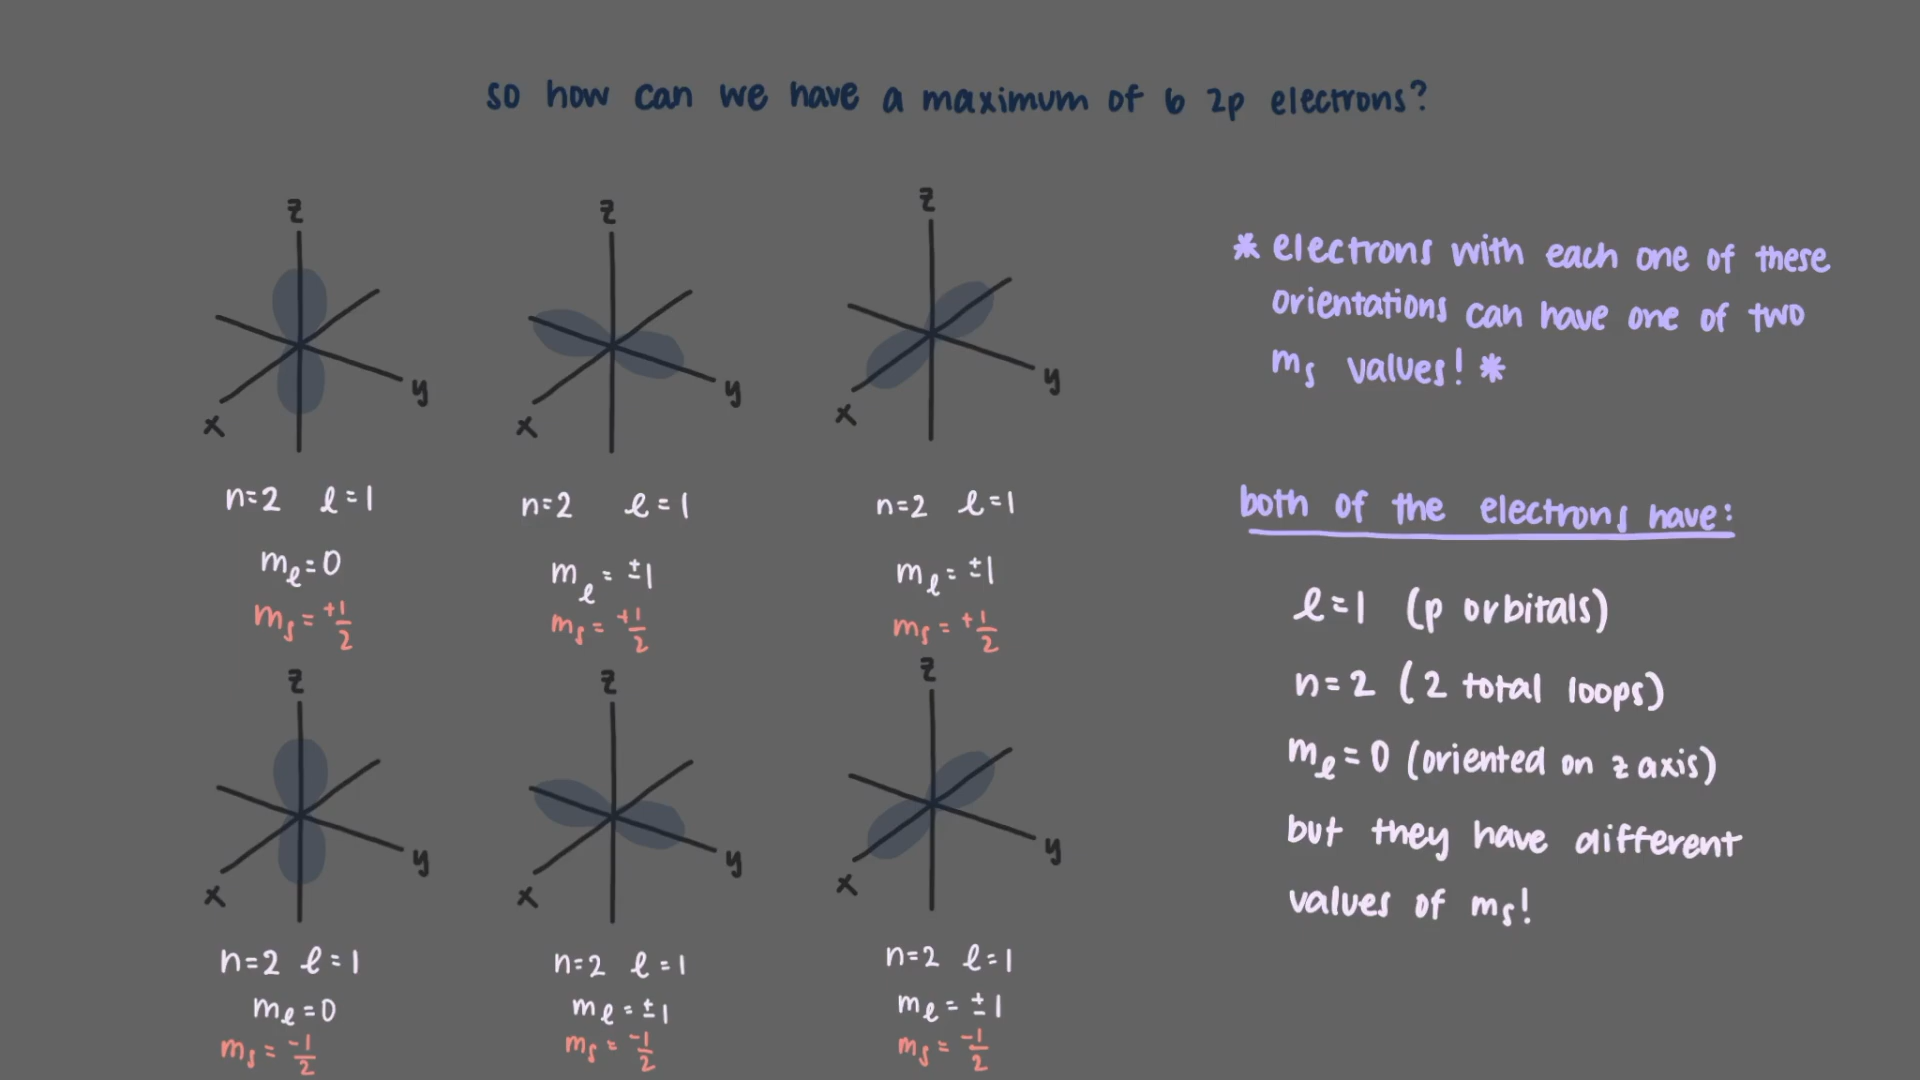 so how can we have a maximum of 6 2p electrons?
z z z
y y y
x x x
n=2 ℓ=1 n=2 ℓ=1 n=2 ℓ=1
mℓ=0 mℓ=±1 mℓ=±1
ms=+1/2 ms=+1/2 ms=+1/2
z z z
y y y
x x x
n=2 ℓ=1 n=2 ℓ=1 n=2 ℓ=1
mℓ=0 mℓ=±1 mℓ=±1
ms=-1/2 ms=-1/2 ms=-1/2
* electrons with each one of these
orientations can have one of two
ms values! *
both of the electrons have:
ℓ=1 (p orbitals)
n=2 (2 total loops)
mℓ=0 (oriented on z axis)
but they have different
values of ms!